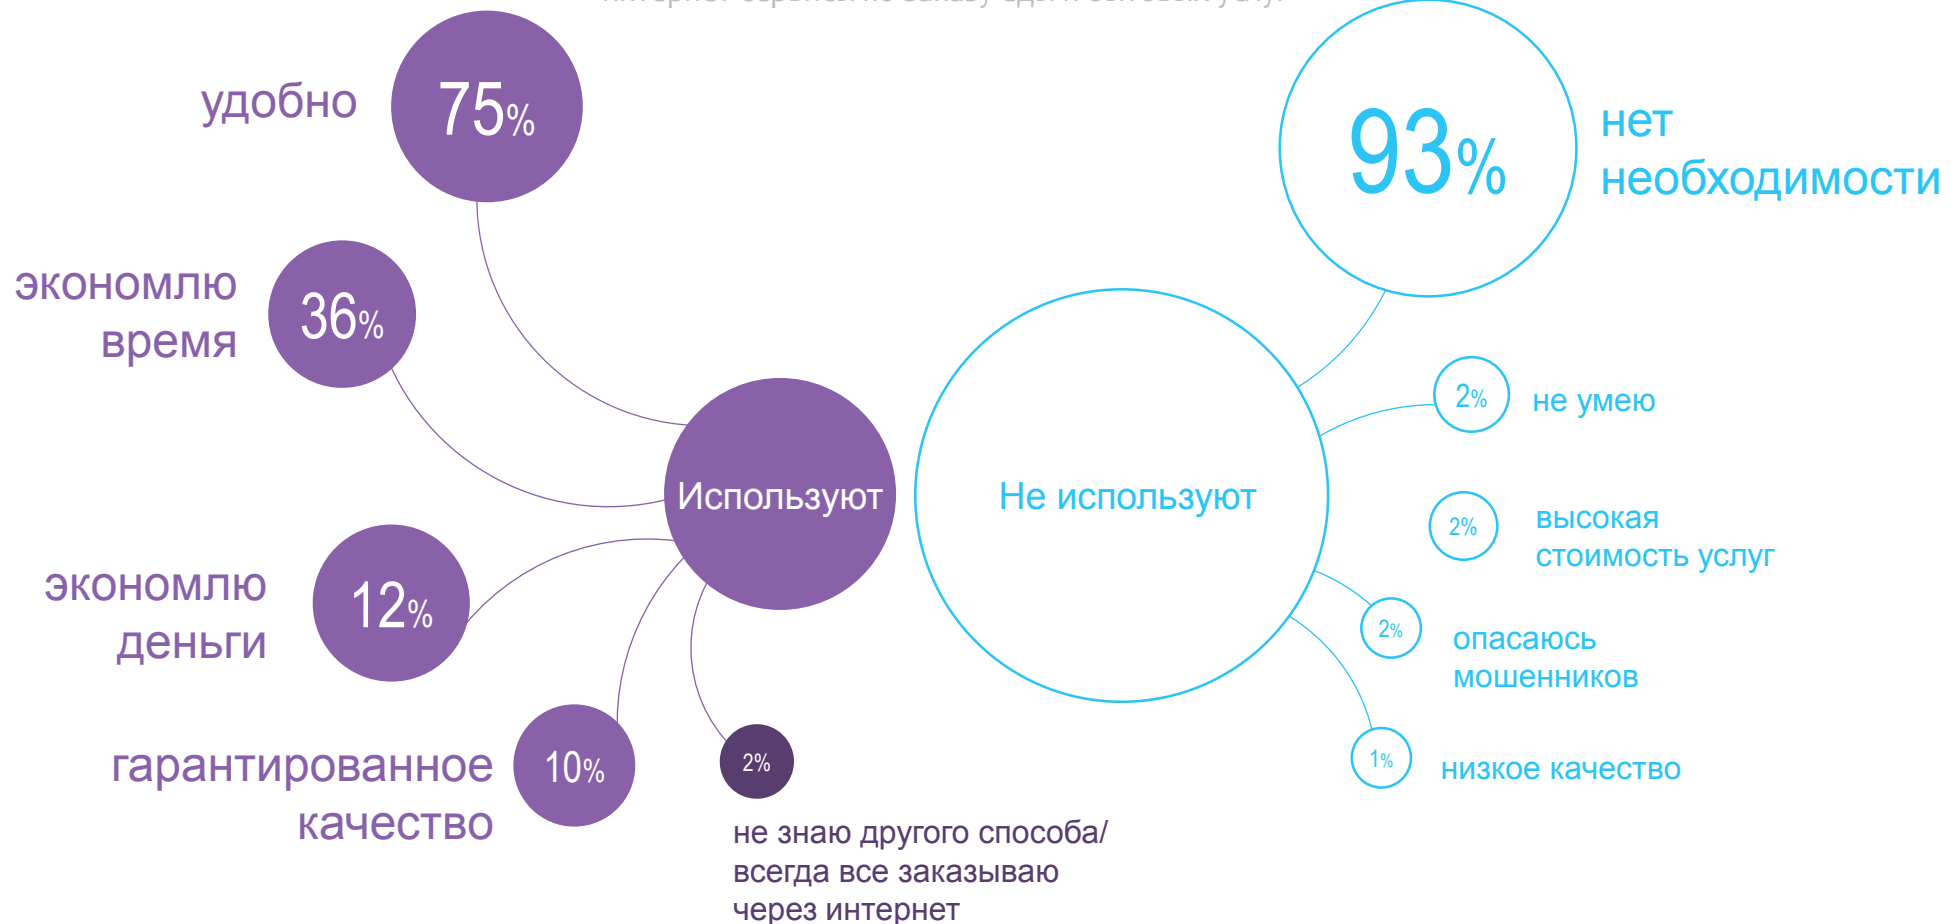 удобно
75%
экономлю
время
36%
экономлю
деньги
12%
гарантированное
качество
10%
2%
не знаю другого способа/
всегда все заказываю
через интернет
Используют
Не используют
93%
нет
необходимости
2%
не умею
2%
высокая
стоимость услуг
2%
опасаюсь
мошенников
1%
низкое качество